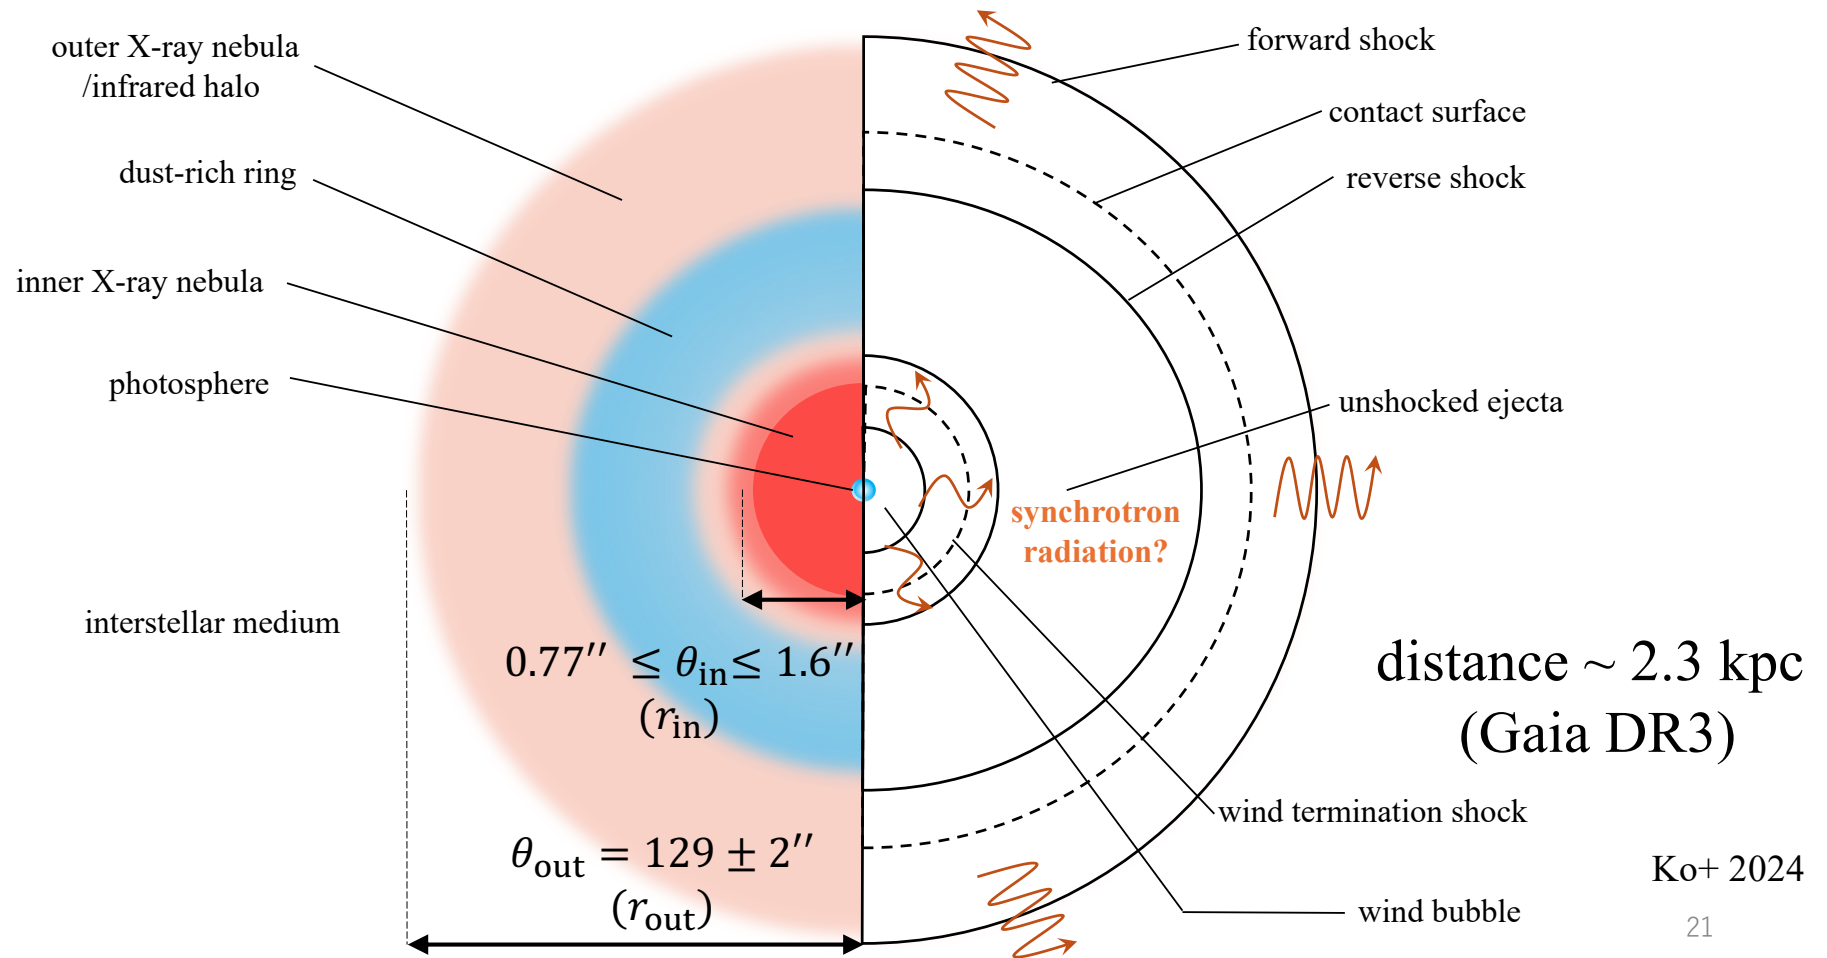 outer X-ray nebula
/infrared halo
dust-rich ring
inner X-ray nebula
photosphere
interstellar medium
0.77′′ ≤ θin ≤ 1.6′′
(rin)
θout = 129 ± 2′′
(rout)
forward shock
contact surface
reverse shock
unshocked ejecta
synchrotron
radiation?
distance ~ 2.3 kpc
(Gaia DR3)
wind termination shock
Ko+ 2024
wind bubble
21